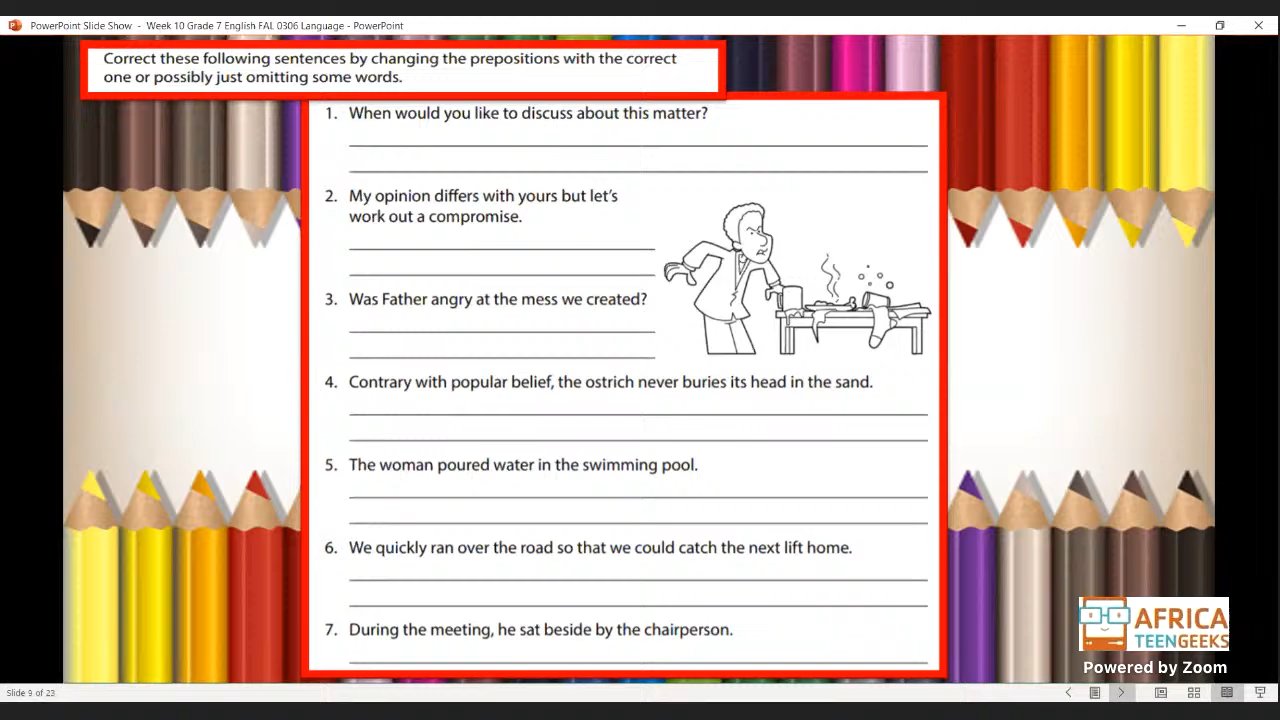 PowerPoint Slide Show - Week 10 Grade 7 English FAL 0306 Language - PowerPoint
Correct these following sentences by changing the prepositions with the correct
one or possibly just omitting some words.
1. When would you like to discuss about this matter?
2. My opinion differs with yours but let's
work out a compromise.
3. Was Father angry at the mess we created?
4. Contrary with popular belief, the ostrich never buries its head in the sand.
5. The woman poured water in the swimming pool.
6. We quickly ran over the road so that we could catch the next lift home.
7. During the meeting, he sat beside by the chairperson.
AFRICA
TEENGEEKS
Powered by Zoom
Slide 9 of 23